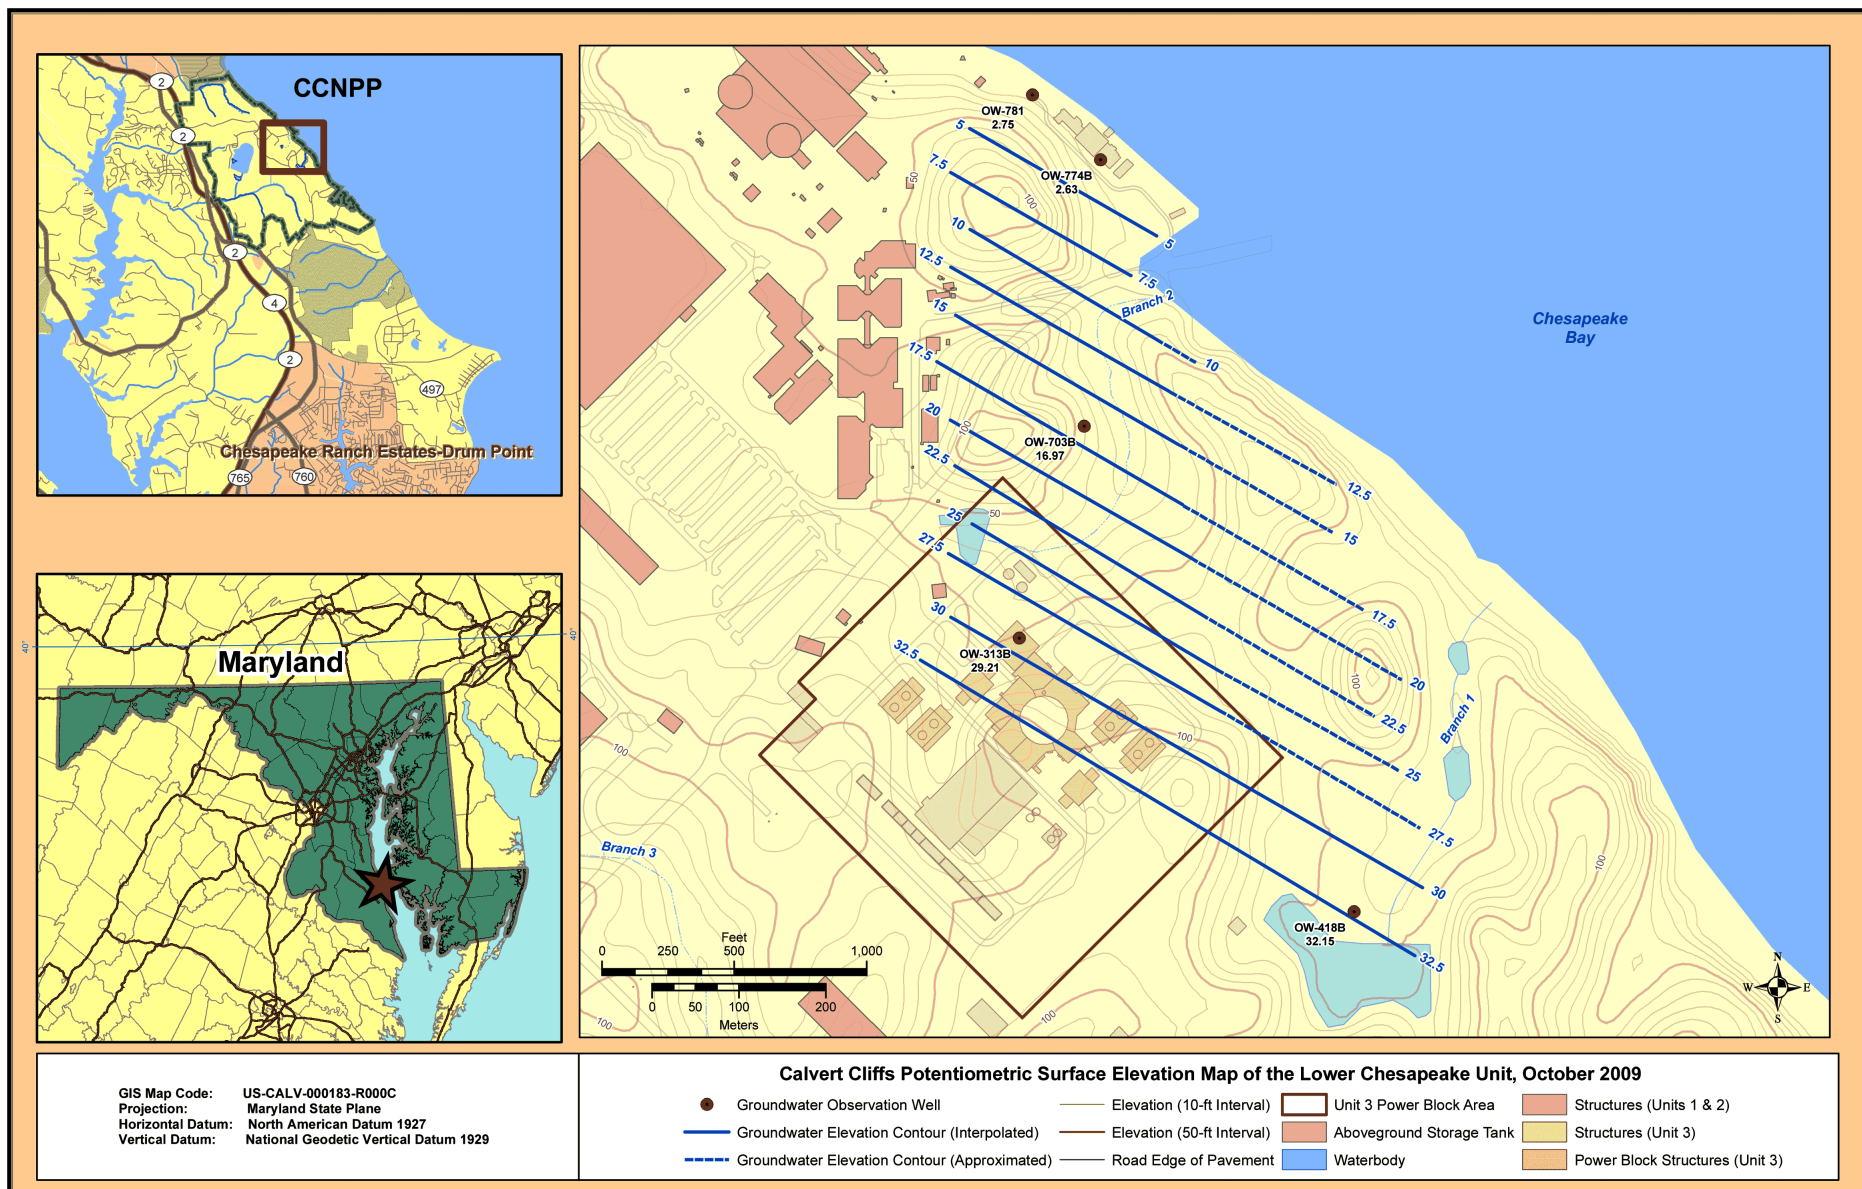 CCNPP
2
2
2
4
2
497
Chesapeake Ranch Estates-Drum Point
765
760
40°
40°
Maryland
OW-781
2.75
5
7.5
50
OW-774B
2.63
100
10
5
12.5
7.5
Branch 2
15
Chesapeake
Bay
17.5
10
20
100
OW-703B
16.97
22.5
12.5
25
50
15
27.5
30
17.5
OW-313B
29.21
32.5
100
20
22.5
Branch 1
100
100
25
27.5
Branch 3
100
30
OW-418B
32.15
32.5
Feet
0 250 500 1,000
0 50 100 200
Meters
100
100
N
W E
S
GIS Map Code: US-CALV-000183-R000C
Projection: Maryland State Plane
Horizontal Datum: North American Datum 1927
Vertical Datum: National Geodetic Vertical Datum 1929
Calvert Cliffs Potentiometric Surface Elevation Map of the Lower Chesapeake Unit, October 2009
Groundwater Observation Well
Groundwater Elevation Contour (Interpolated)
Groundwater Elevation Contour (Approximated)
Elevation (10-ft Interval)
Elevation (50-ft Interval)
Road Edge of Pavement
Unit 3 Power Block Area
Aboveground Storage Tank
Waterbody
Structures (Units 1 & 2)
Structures (Unit 3)
Power Block Structures (Unit 3)